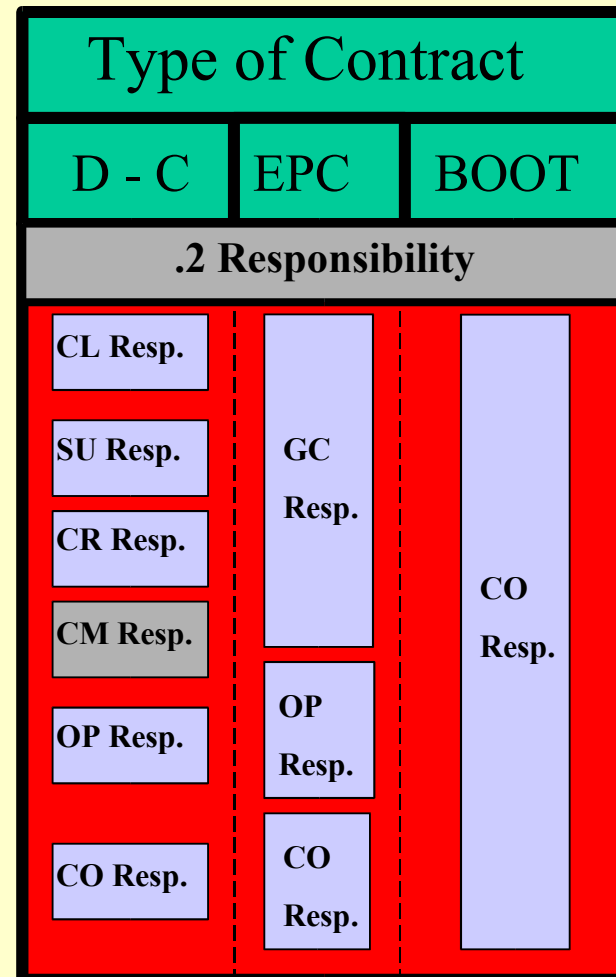 Type of Contract
D - C
EPC
BOOT
.2 Responsibility
CL Resp.
SU Resp.
CR Resp.
CM Resp.
OP Resp.
CO Resp.
GC
Resp.
OP
Resp.
CO
Resp.
CO
Resp.